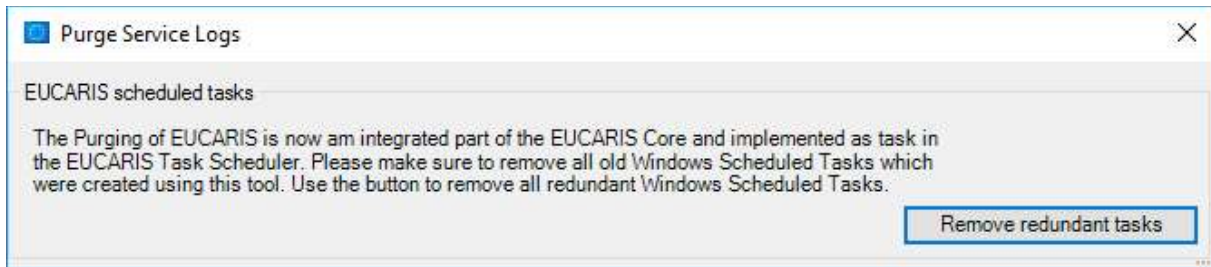 Purge Service Logs
EUCARIS scheduled tasks
The Purging of EUCARIS is now am integrated part of the EUCARIS Core and implemented as task in
the EUCARIS Task Scheduler. Please make sure to remove all old Windows Scheduled Tasks which
were created using this tool. Use the button to remove all redundant Windows Scheduled Tasks.
Remove redundant tasks